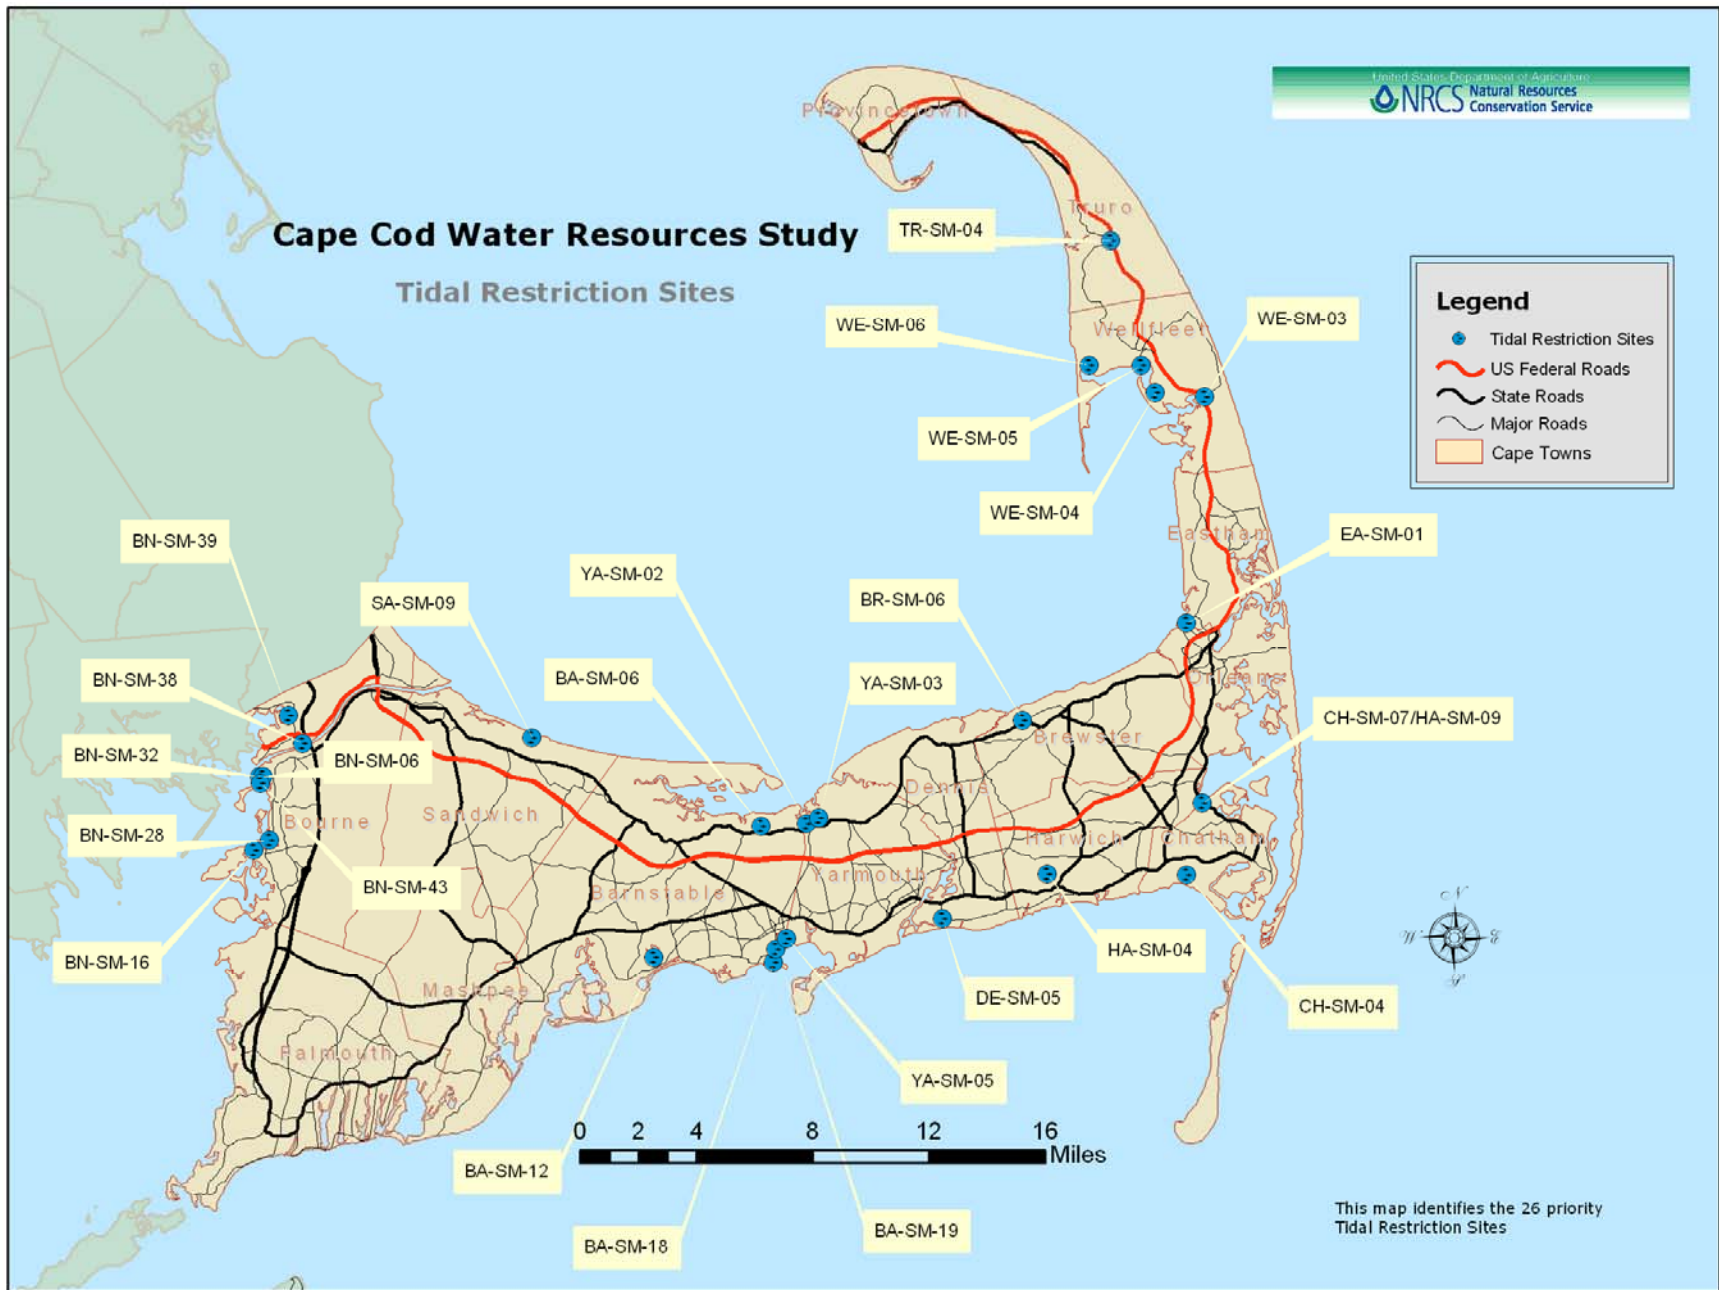 United States Department of Agriculture
NRCS Natural Resources
Conservation Service
Provincetown
Truro
Cape Cod Water Resources Study
Tidal Restriction Sites
TR-SM-04
WE-SM-06
Wellfleet
WE-SM-03
WE-SM-05
WE-SM-04
Legend
Tidal Restriction Sites
US Federal Roads
State Roads
Major Roads
Cape Towns
Eastham
EA-SM-01
BN-SM-39
YA-SM-02
SA-SM-09
BR-SM-06
BN-SM-38
BA-SM-06
YA-SM-03
Orleans
CH-SM-07/HA-SM-09
BN-SM-32
BN-SM-06
Brewster
Dennis
Sandwich
Bourne
BN-SM-28
Harwich
Chatham
Yarmouth
BN-SM-43
Barnstable
BN-SM-16
HA-SM-04
DE-SM-05
CH-SM-04
N
W
E
S
Mashpee
Falmouth
YA-SM-05
0 2 4 8 12 16
Miles
BA-SM-12
BA-SM-18
BA-SM-19
This map identifies the 26 priority
Tidal Restriction Sites